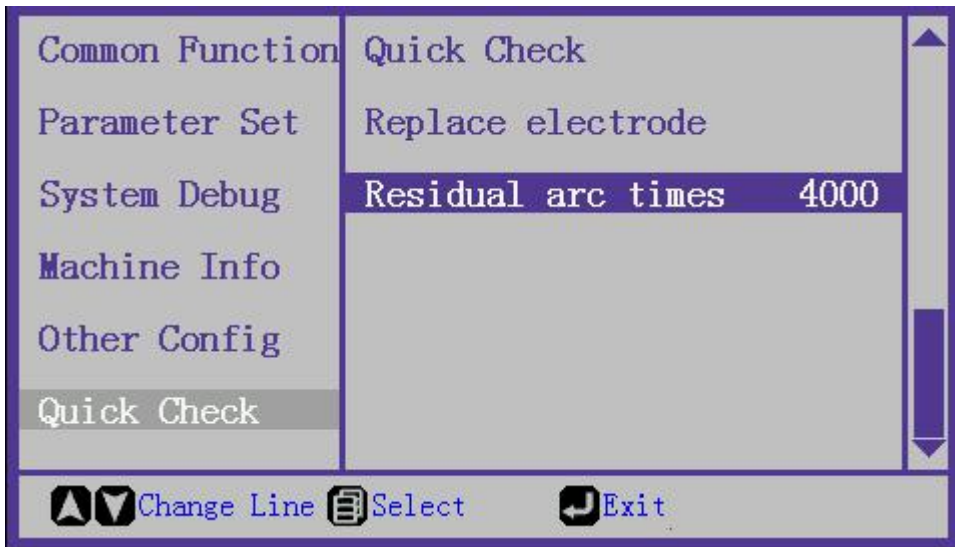 Common Function
Parameter Set
System Debug
Machine Info
Other Config
Quick Check
Quick Check
Replace electrode
Residual arc times 4000
Change Line Select Exit